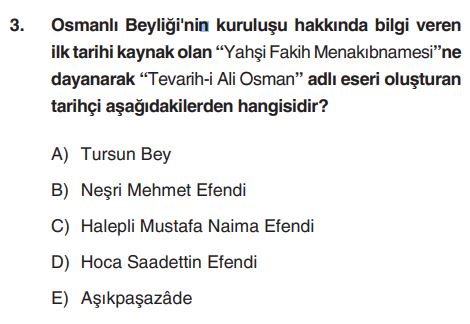 3. Osmanlı Beyliği'nin kuruluşu hakkında bilgi veren
ilk tarihi kaynak olan “Yahşi Fakih Menakıbnamesi”ne
dayanarak “Tevarih-i Ali Osman” adlı eseri oluşturan
tarihçi aşağıdakilerden hangisidir?
A) Tursun Bey
B) Neşri Mehmet Efendi
C) Halepli Mustafa Naima Efendi
D) Hoca Saadettin Efendi
E) Aşıkpaşazâde